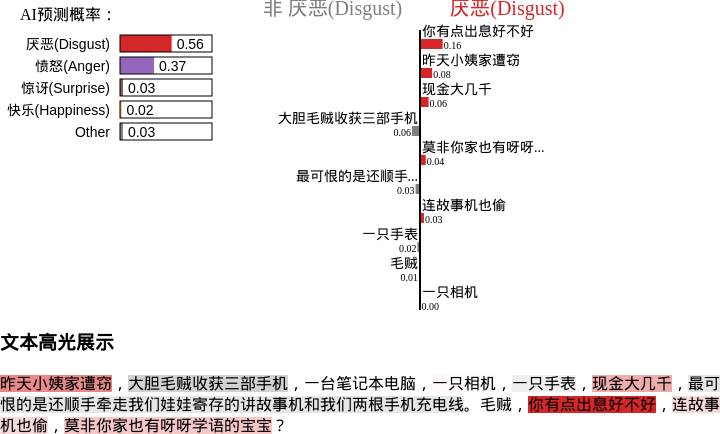 AI预测概率：
厌恶(Disgust) 0.56
愤怒(Anger) 0.37
惊讶(Surprise) 0.03
快乐(Happiness) 0.02
Other 0.03
非 厌恶(Disgust) 厌恶(Disgust)
你有点出息好不好
0.16
昨天小姨家遭窃
0.08
现金大几千
0.06
大胆毛贼收获三部手机
0.06
莫非你家也有呀呀...
0.04
最可恨的是还顺手...
0.03
连故事机也偷
0.03
一只手表
0.02
毛贼
0.01
一只相机
0.00
文本高光展示
昨天小姨家遭窃，大胆毛贼收获三部手机，一台笔记本电脑，一只相机，一只手表，现金大几千，最可
恨的是还顺手牵走我们娃娃寄存的讲故事机和我们两根手机充电线。毛贼，你有点出息好不好，连故事
机也偷，莫非你家也有呀呀学语的宝宝？